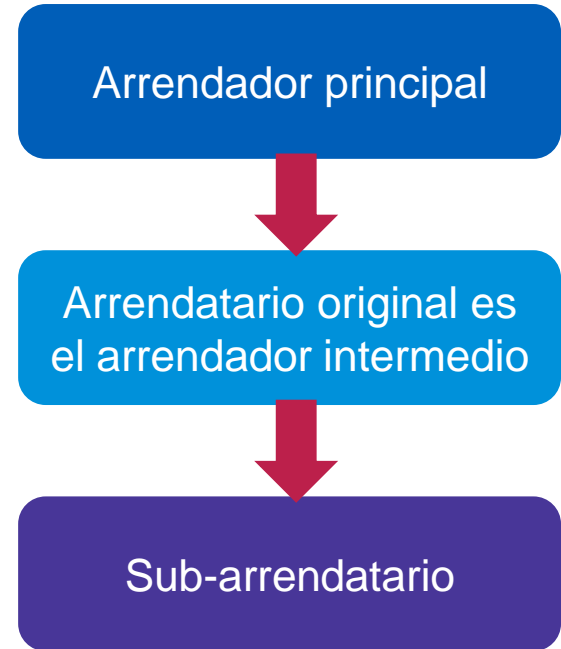 Arrendador principal
Arrendatario original es
el arrendador intermedio
Sub-arrendatario